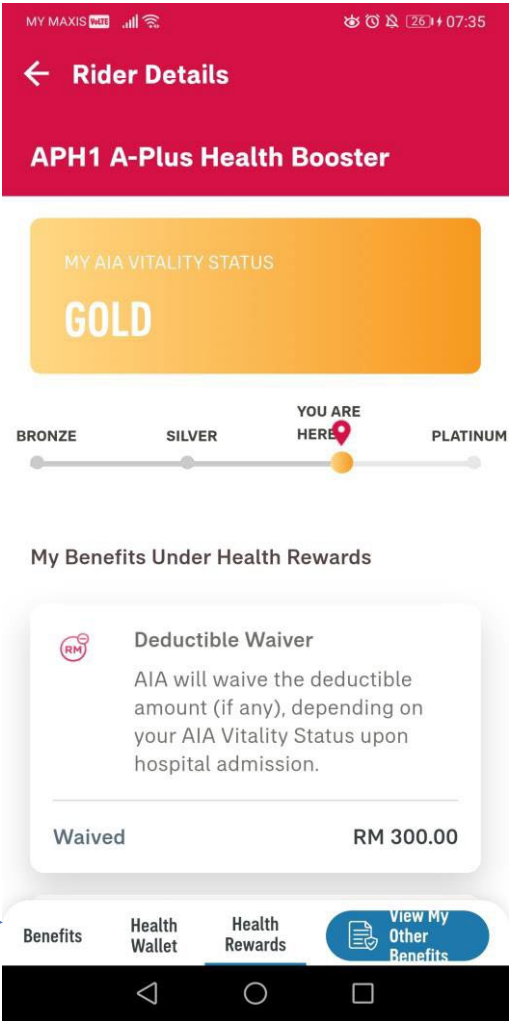 MY MAXIS VoLTE 26 07:35
Rider Details
APH1 A-Plus Health Booster
MY AIA VITALITY STATUS
GOLD
BRONZE SILVER YOU ARE HERE PLATINUM
My Benefits Under Health Rewards
RM
Deductible Waiver
AIA will waive the deductible
amount (if any), depending on
your AIA Vitality Status upon
hospital admission.
Waived RM 300.00
Benefits
Health
Wallet
Health
Rewards
View My
Other
Benefits